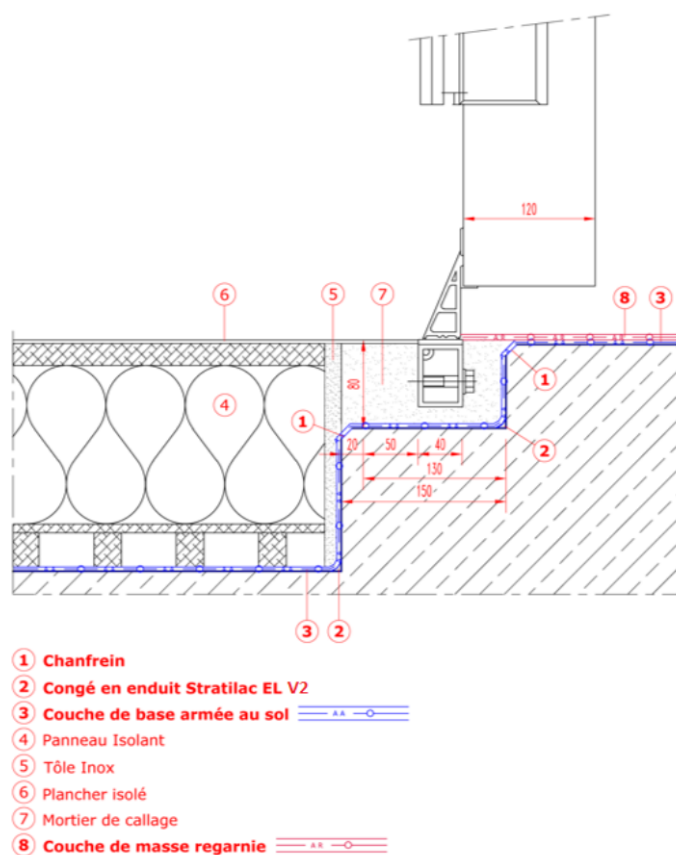 120
6
5
7
8
3
1
80
4
1
20
50
40
2
130
150
3
2
1 Chanfrein
2 Congé en enduit Stratilac EL V2
3 Couche de base armée au sol A.A
4 Panneau Isolant
5 Tôle Inox
6 Plancher isolé
7 Mortier de callage
8 Couche de masse regarnie A.R